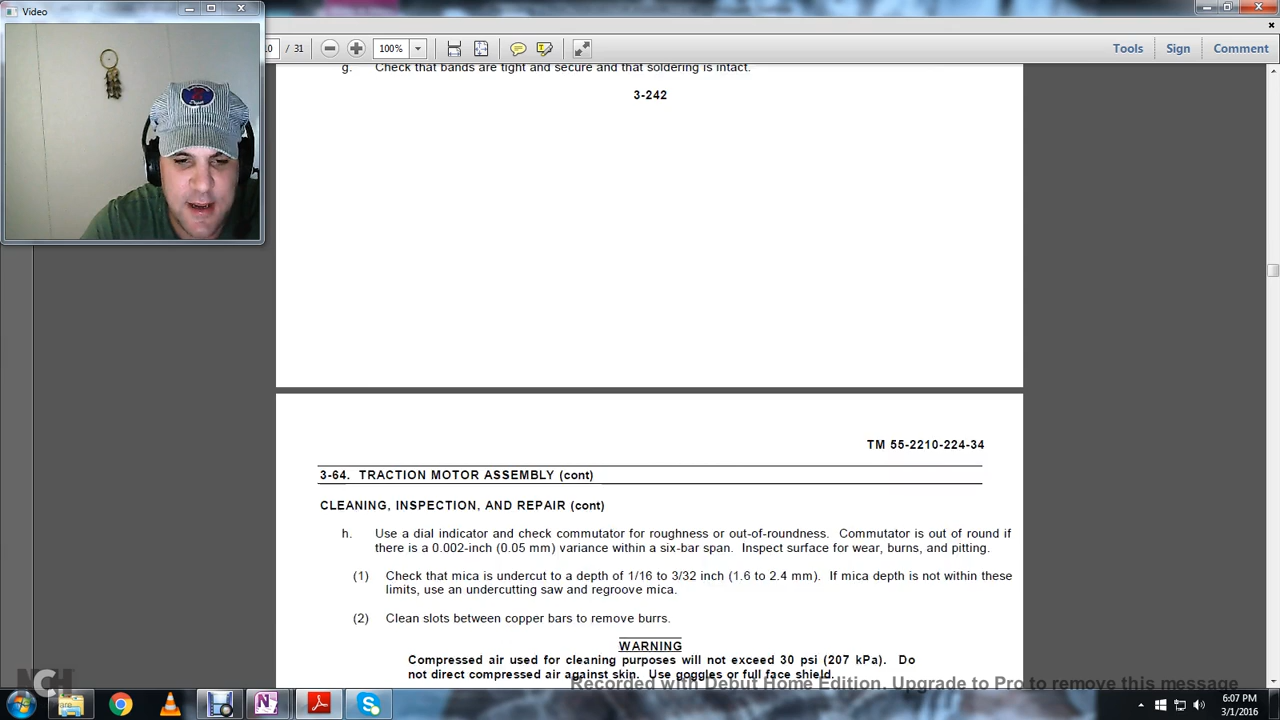 Video
10 / 31
100%
Tools
Sign
Comment
g. Check that bands are tight and secure and that soldering is intact.
3-242
TM 55-2210-224-34
3-64. TRACTION MOTOR ASSEMBLY (cont)
CLEANING, INSPECTION, AND REPAIR (cont)
h. Use a dial indicator and check commutator for roughness or out-of-roundness. Commutator is out of round if
there is a 0.002-inch (0.05 mm) variance within a six-bar span. Inspect surface for wear, burns, and pitting.
(1) Check that mica is undercut to a depth of 1/16 to 3/32 inch (1.6 to 2.4 mm). If mica depth is not within these
limits, use an undercutting saw and regroove mica.
(2) Clean slots between copper bars to remove burrs.
WARNING
Compressed air used for cleaning purposes will not exceed 30 psi (207 kPa). Do
not direct compressed air against skin. Use goggles or full face shield.
Recorded with Debut Home Edition. Upgrade to Pro to remove this message
NCH
6:07 PM
3/1/2016